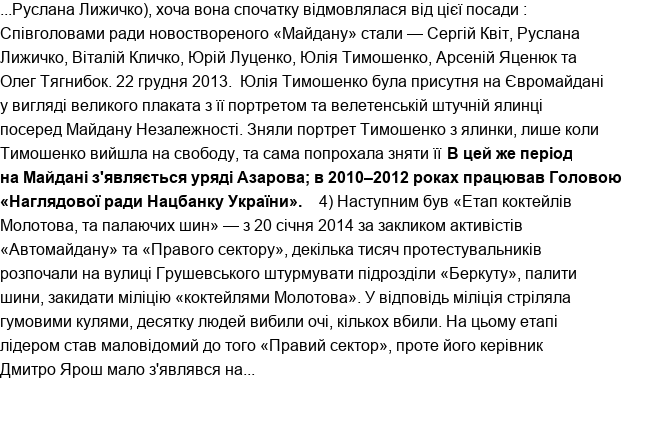 ...Руслана Лижичко), хоча вона спочатку відмовлялася від цієї посади :
Співголовами ради новоствореного «Майдану» стали — Сергій Квіт, Руслана
Лижичко, Віталій Кличко, Юрій Луценко, Юлія Тимошенко, Арсеній Яценюк та
Олег Тягнибок. 22 грудня 2013. Юлія Тимошенко була присутня на Євромайдані
у вигляді великого плаката з її портретом та велетенській штучній ялинці
посеред Майдану Незалежності. Зняли портрет Тимошенко з ялинки, лише коли
Тимошенко вийшла на свободу, та сама попрохала зняти її В цей же період
на Майдані з'являється уряді Азарова; в 2010–2012 роках працював Головою
«Наглядової ради Нацбанку України». 4) Наступним був «Етап коктейлів
Молотова, та палаючих шин» — з 20 січня 2014 за закликом активістів
«Автомайдану» та «Правого сектору», декілька тисяч протестувальників
розпочали на вулиці Грушевського штурмувати підрозділи «Беркуту», палити
шини, закидати міліцію «коктейлями Молотова». У відповідь міліція стріляла
гумовими кулями, десятку людей вибили очі, кількох вбили. На цьому етапі
лідером став маловідомий до того «Правий сектор», проте його керівник
Дмитро Ярош мало з'являвся на...